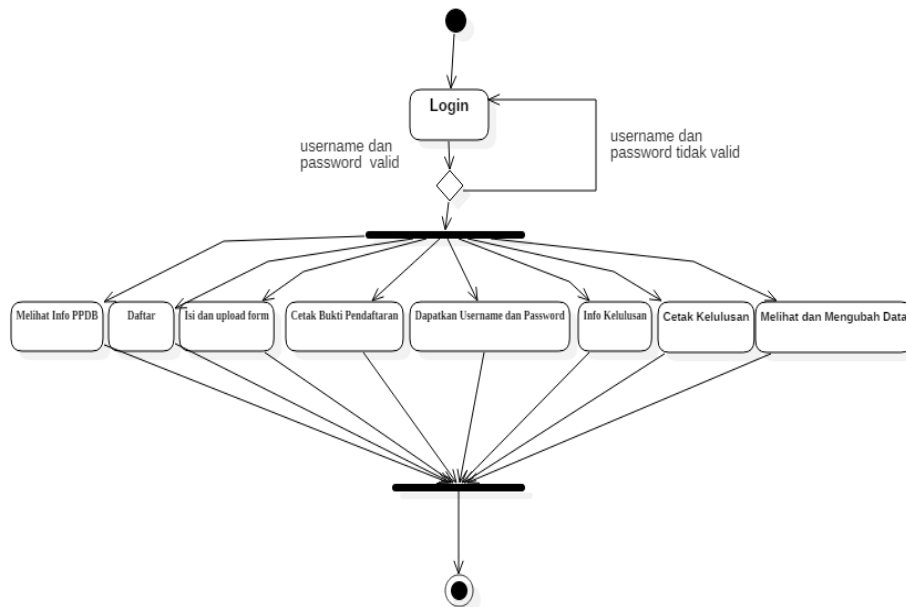 Login
username dan
password valid
username dan
password tidak valid
Melihat Info PPDB
Daftar
Isi dan upload form
Cetak Bukti Pendaftaran
Dapatkan Username dan Password
Info Kelulusan
Cetak Kelulusan
Melihat dan Mengubah Data